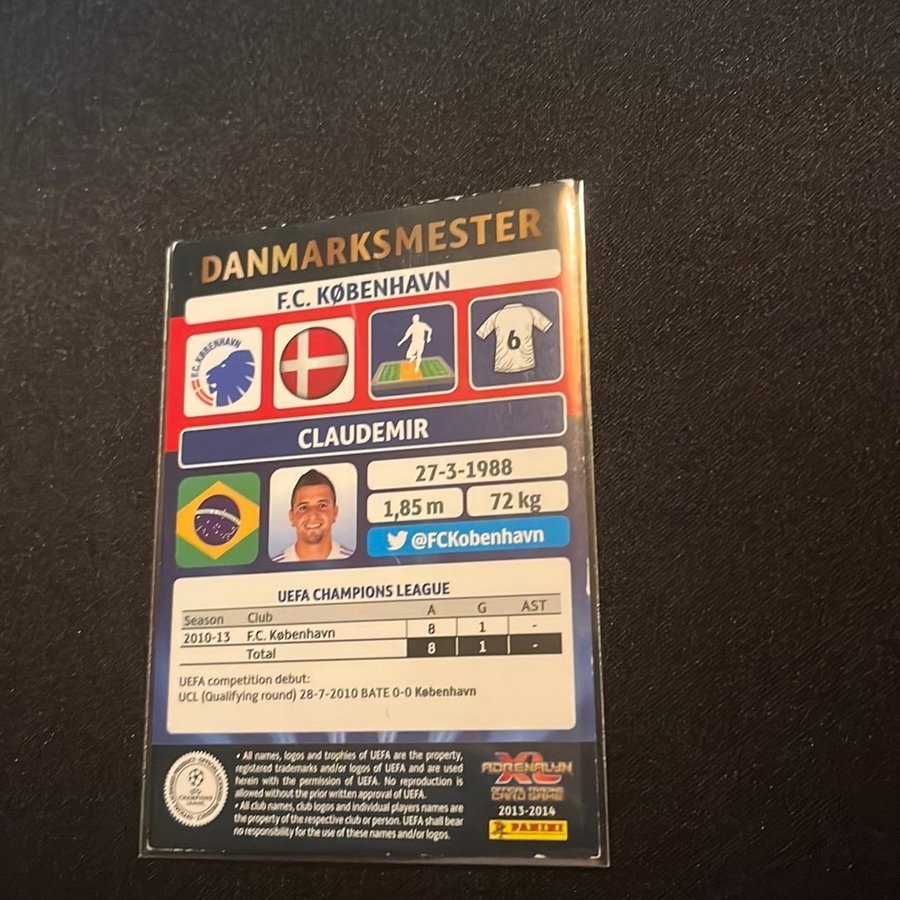 DANMARKSMESTER
F.C. KØBENHAVN
F.C. KØBENHAVN
6
CLAUDEMIR
27-3-1988
1,85 m 72 kg
@FCKobenhavn
UEFA CHAMPIONS LEAGUE
Season Club A G AST
2010-13 F.C. København 8 1 -
Total 8 1 -
UEFA competition debut:
UCL (Qualifying round) 28-7-2010 BATE 0-0 København
• All names, logos and trophies of UEFA are the property,
registered trademarks and/or logos of UEFA and are used
herein with the permission of UEFA. No reproduction is
allowed without the prior written approval of UEFA.
• All club names, club logos and individual players names are
the property of the respective club or person. UEFA shall bear
no responsibility for the use of these names and/or logos.
CHAMPIONS
LEAGUE
ADRENALYN
XL
OFFICIAL TRADING
CARD GAME
2013-2014
PANINI